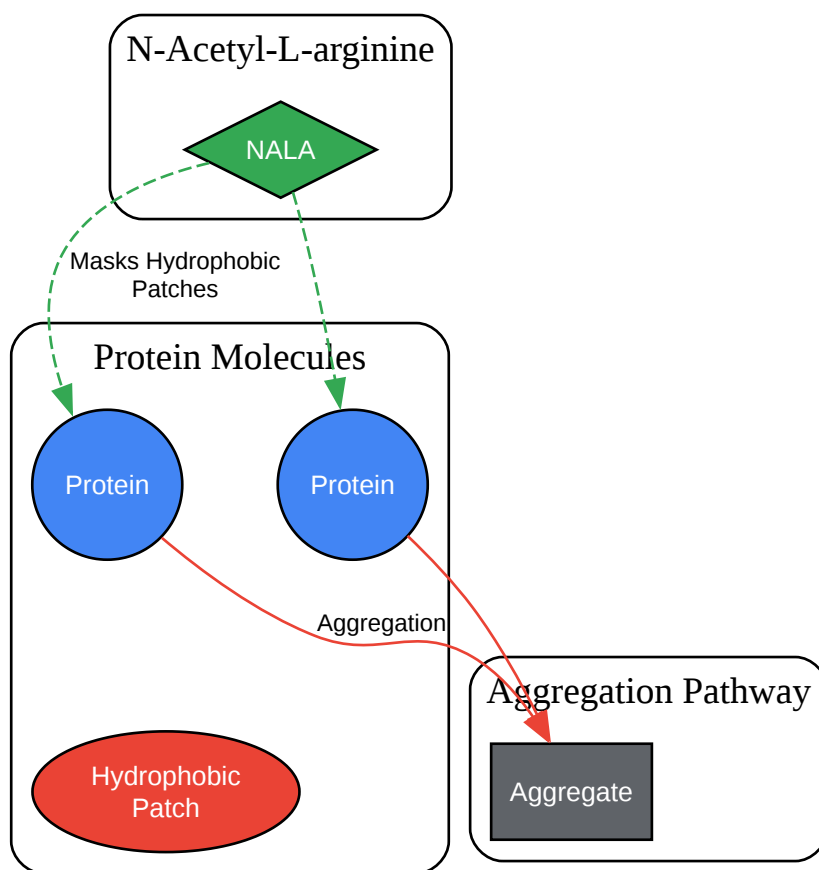 N-Acetyl-L-arginine
NALA
Masks Hydrophobic
Patches
Protein Molecules
Protein
Protein
Aggregation
Aggregation Pathway
Hydrophobic
Patch
Aggregate